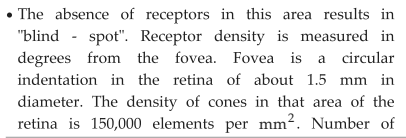 • The absence of receptors in this area results in
"blind - spot". Receptor density is measured in
degrees from the fovea. Fovea is a circular
indentation in the retina of about 1.5 mm in
diameter. The density of cones in that area of the
retina is 150,000 elements per mm². Number of